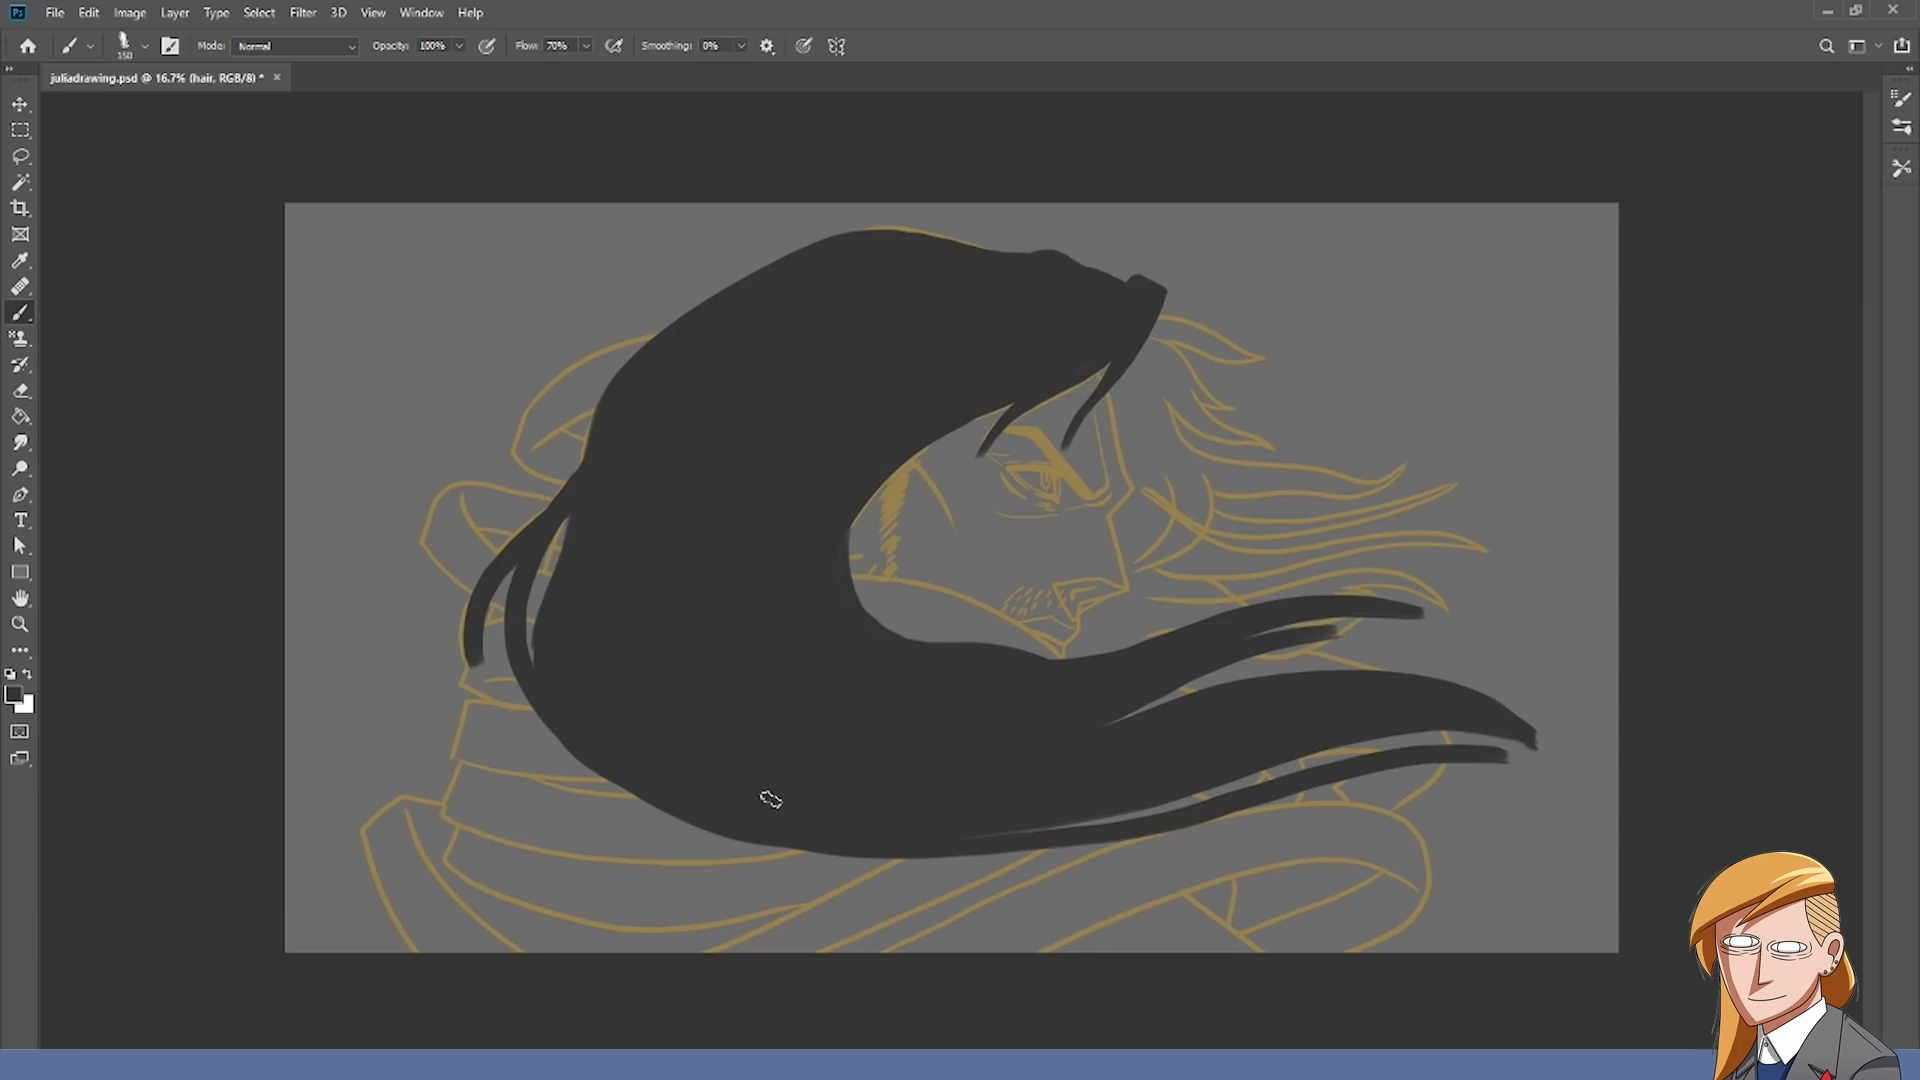 Ps File Edit Image Layer Type Select Filter 3D View Window Help
150 Mode: Normal Opacity: 100% Flow: 70% Smoothing: 0%
juliadrawing.psd @ 16.7% (hair, RGB/8) *